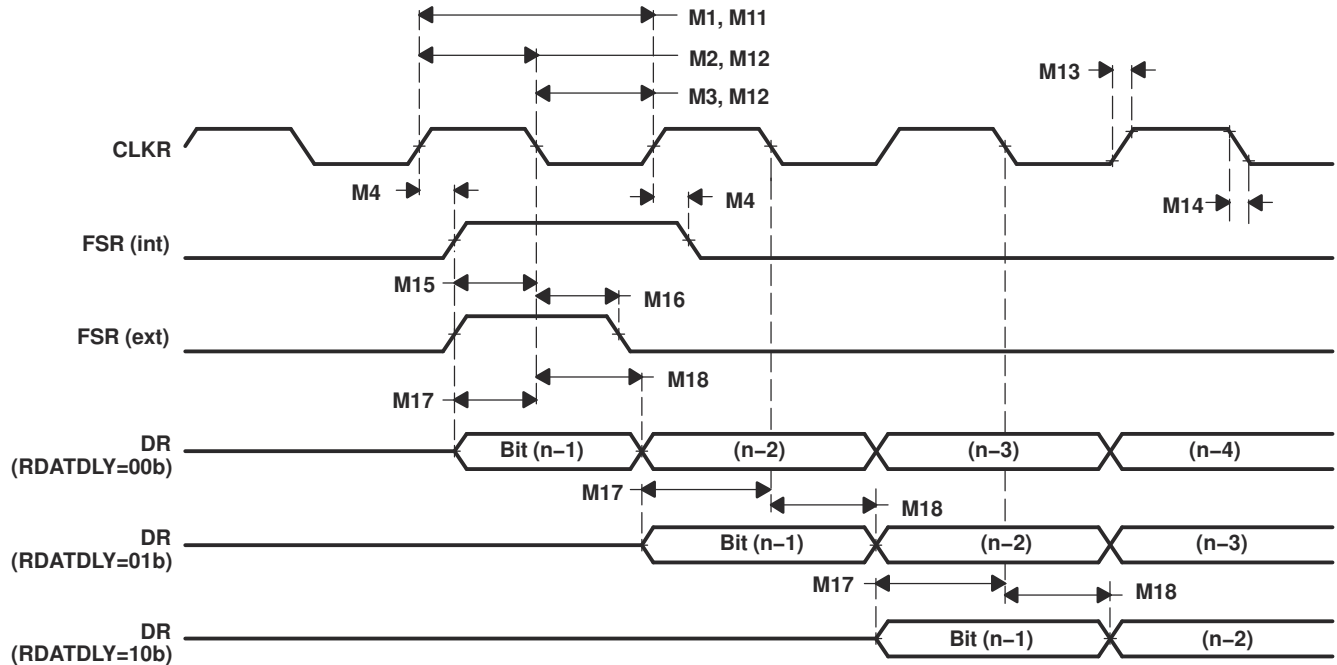 M1, M11
M2, M12
M3, M12
M13
CLKR
M4
M4
M14
FSR (int)
M15
M16
FSR (ext)
M17
M18
DR
(RDATDLY=00b)
Bit (n−1)
(n−2)
(n−3)
(n−4)
M17
M18
DR
(RDATDLY=01b)
Bit (n−1)
(n−2)
(n−3)
M17
M18
DR
(RDATDLY=10b)
Bit (n−1)
(n−2)